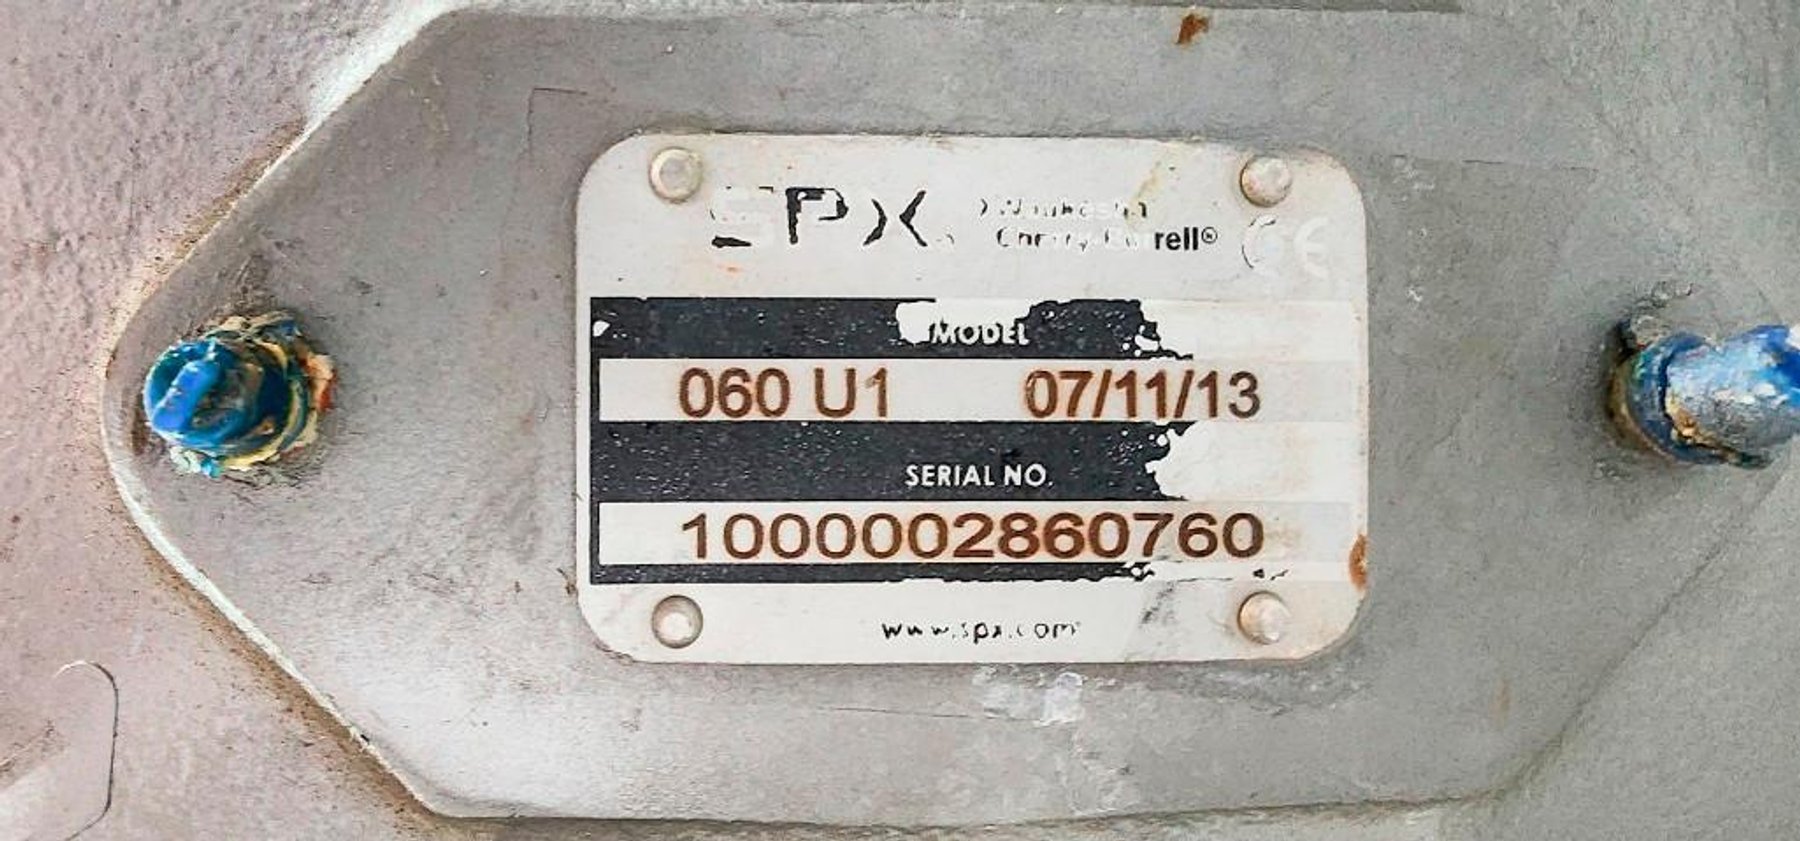 SPX
Waukesha
Cherry-Burrell®
CE
MODEL
060 U1 07/11/13
SERIAL NO.
1000002860760
www.spx.com